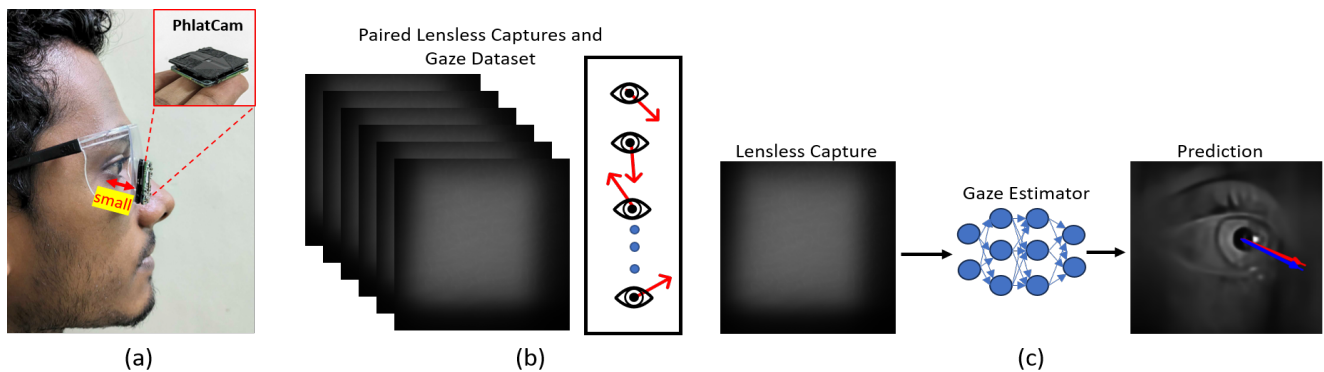 PhlatCam
small
(a)
Paired Lensless Captures and
Gaze Dataset
(b)
Lensless Capture
Gaze Estimator
Prediction
(c)